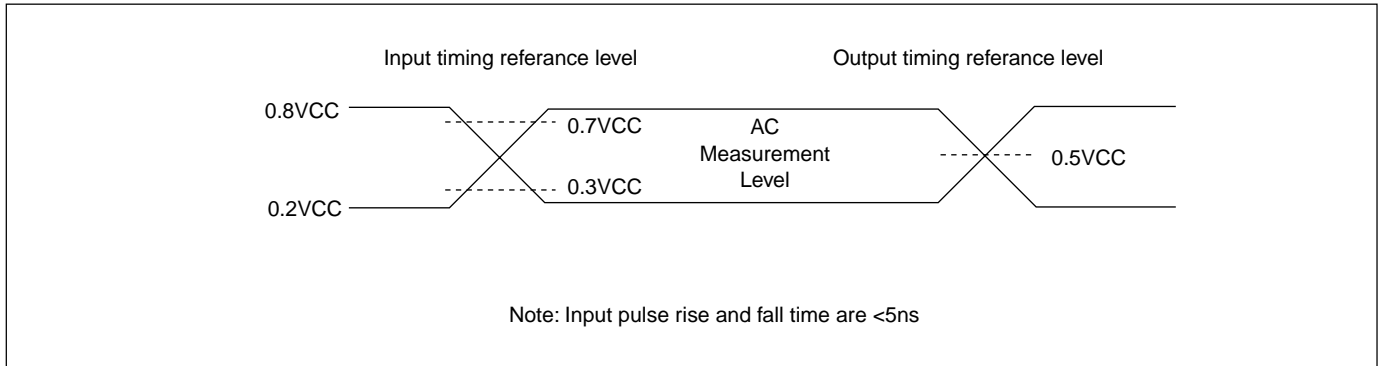 Input timing referance level
Output timing referance level
0.8VCC
0.7VCC
AC
Measurement
Level
0.5VCC
0.3VCC
0.2VCC
Note: Input pulse rise and fall time are <5ns